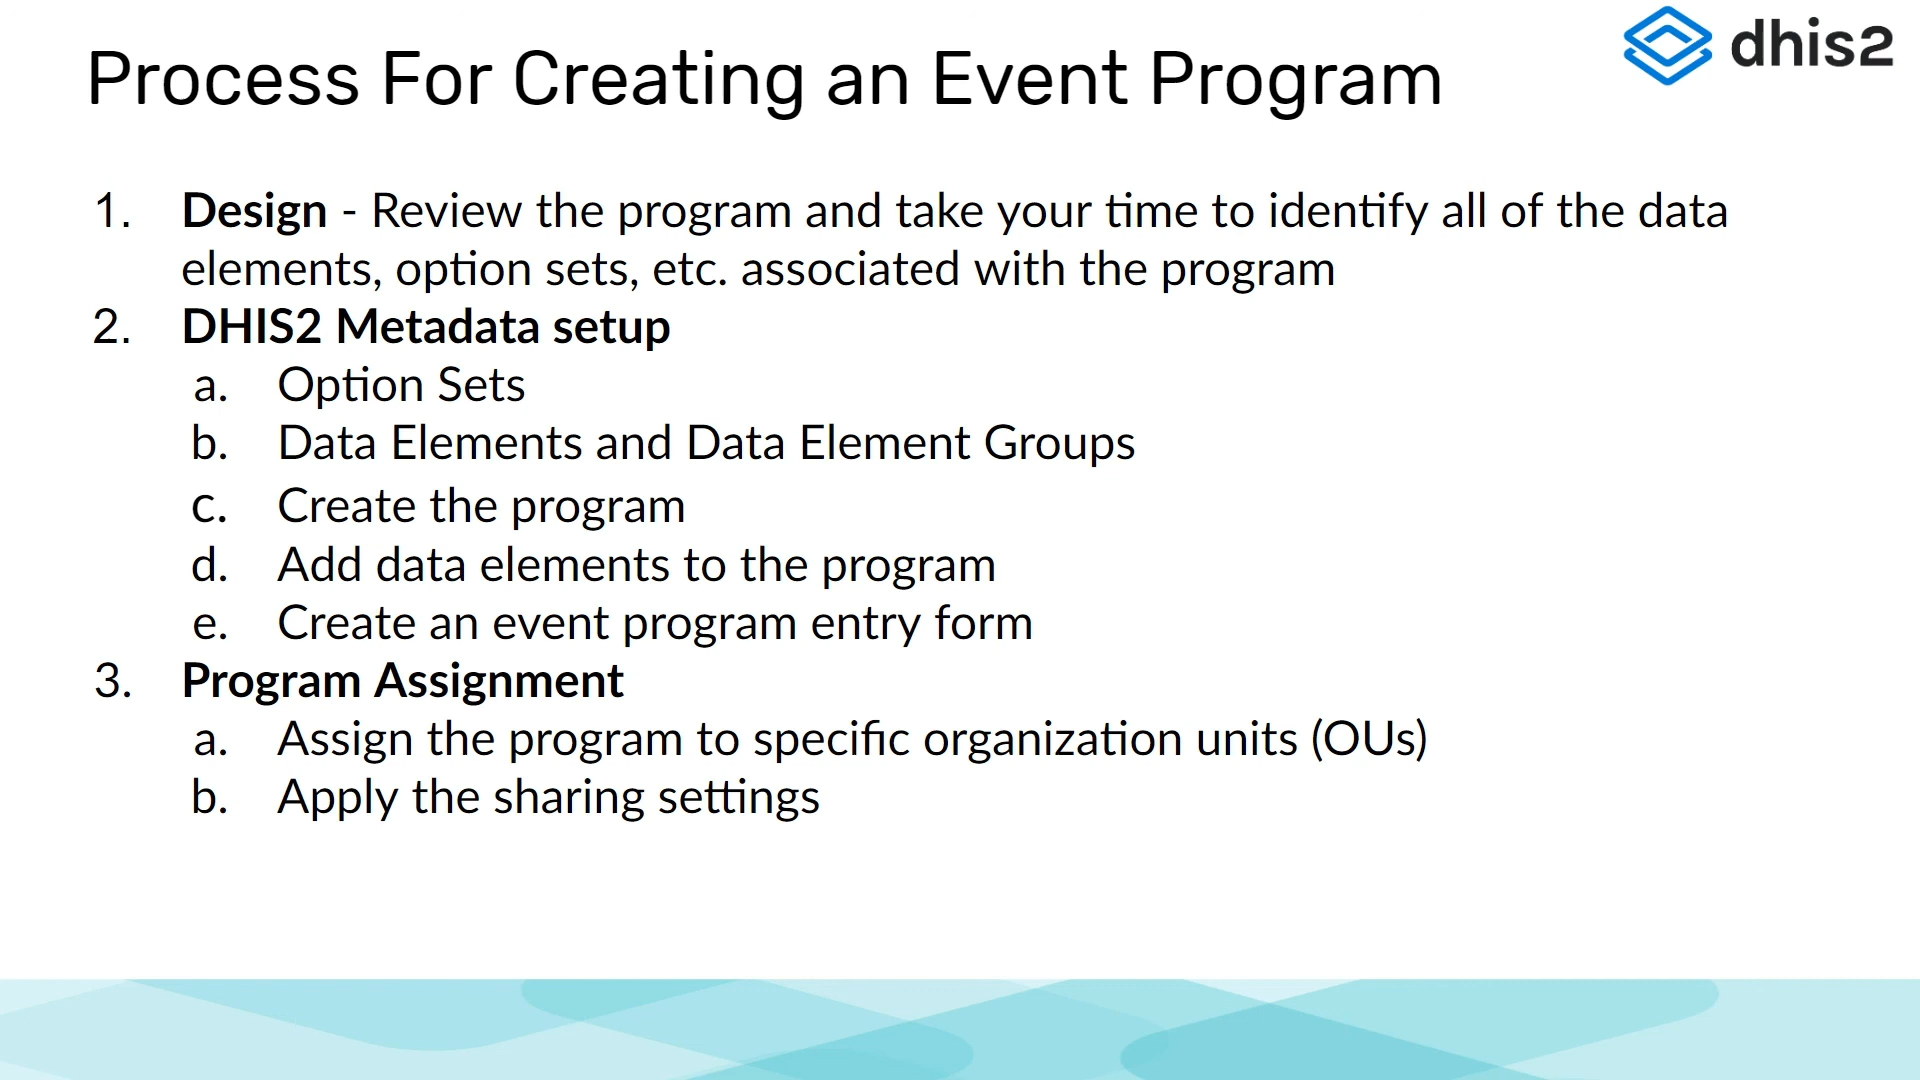 dhis2
Process For Creating an Event Program
1. Design - Review the program and take your time to identify all of the data
elements, option sets, etc. associated with the program
2. DHIS2 Metadata setup
a. Option Sets
b. Data Elements and Data Element Groups
c. Create the program
d. Add data elements to the program
e. Create an event program entry form
3. Program Assignment
a. Assign the program to specific organization units (OUs)
b. Apply the sharing settings